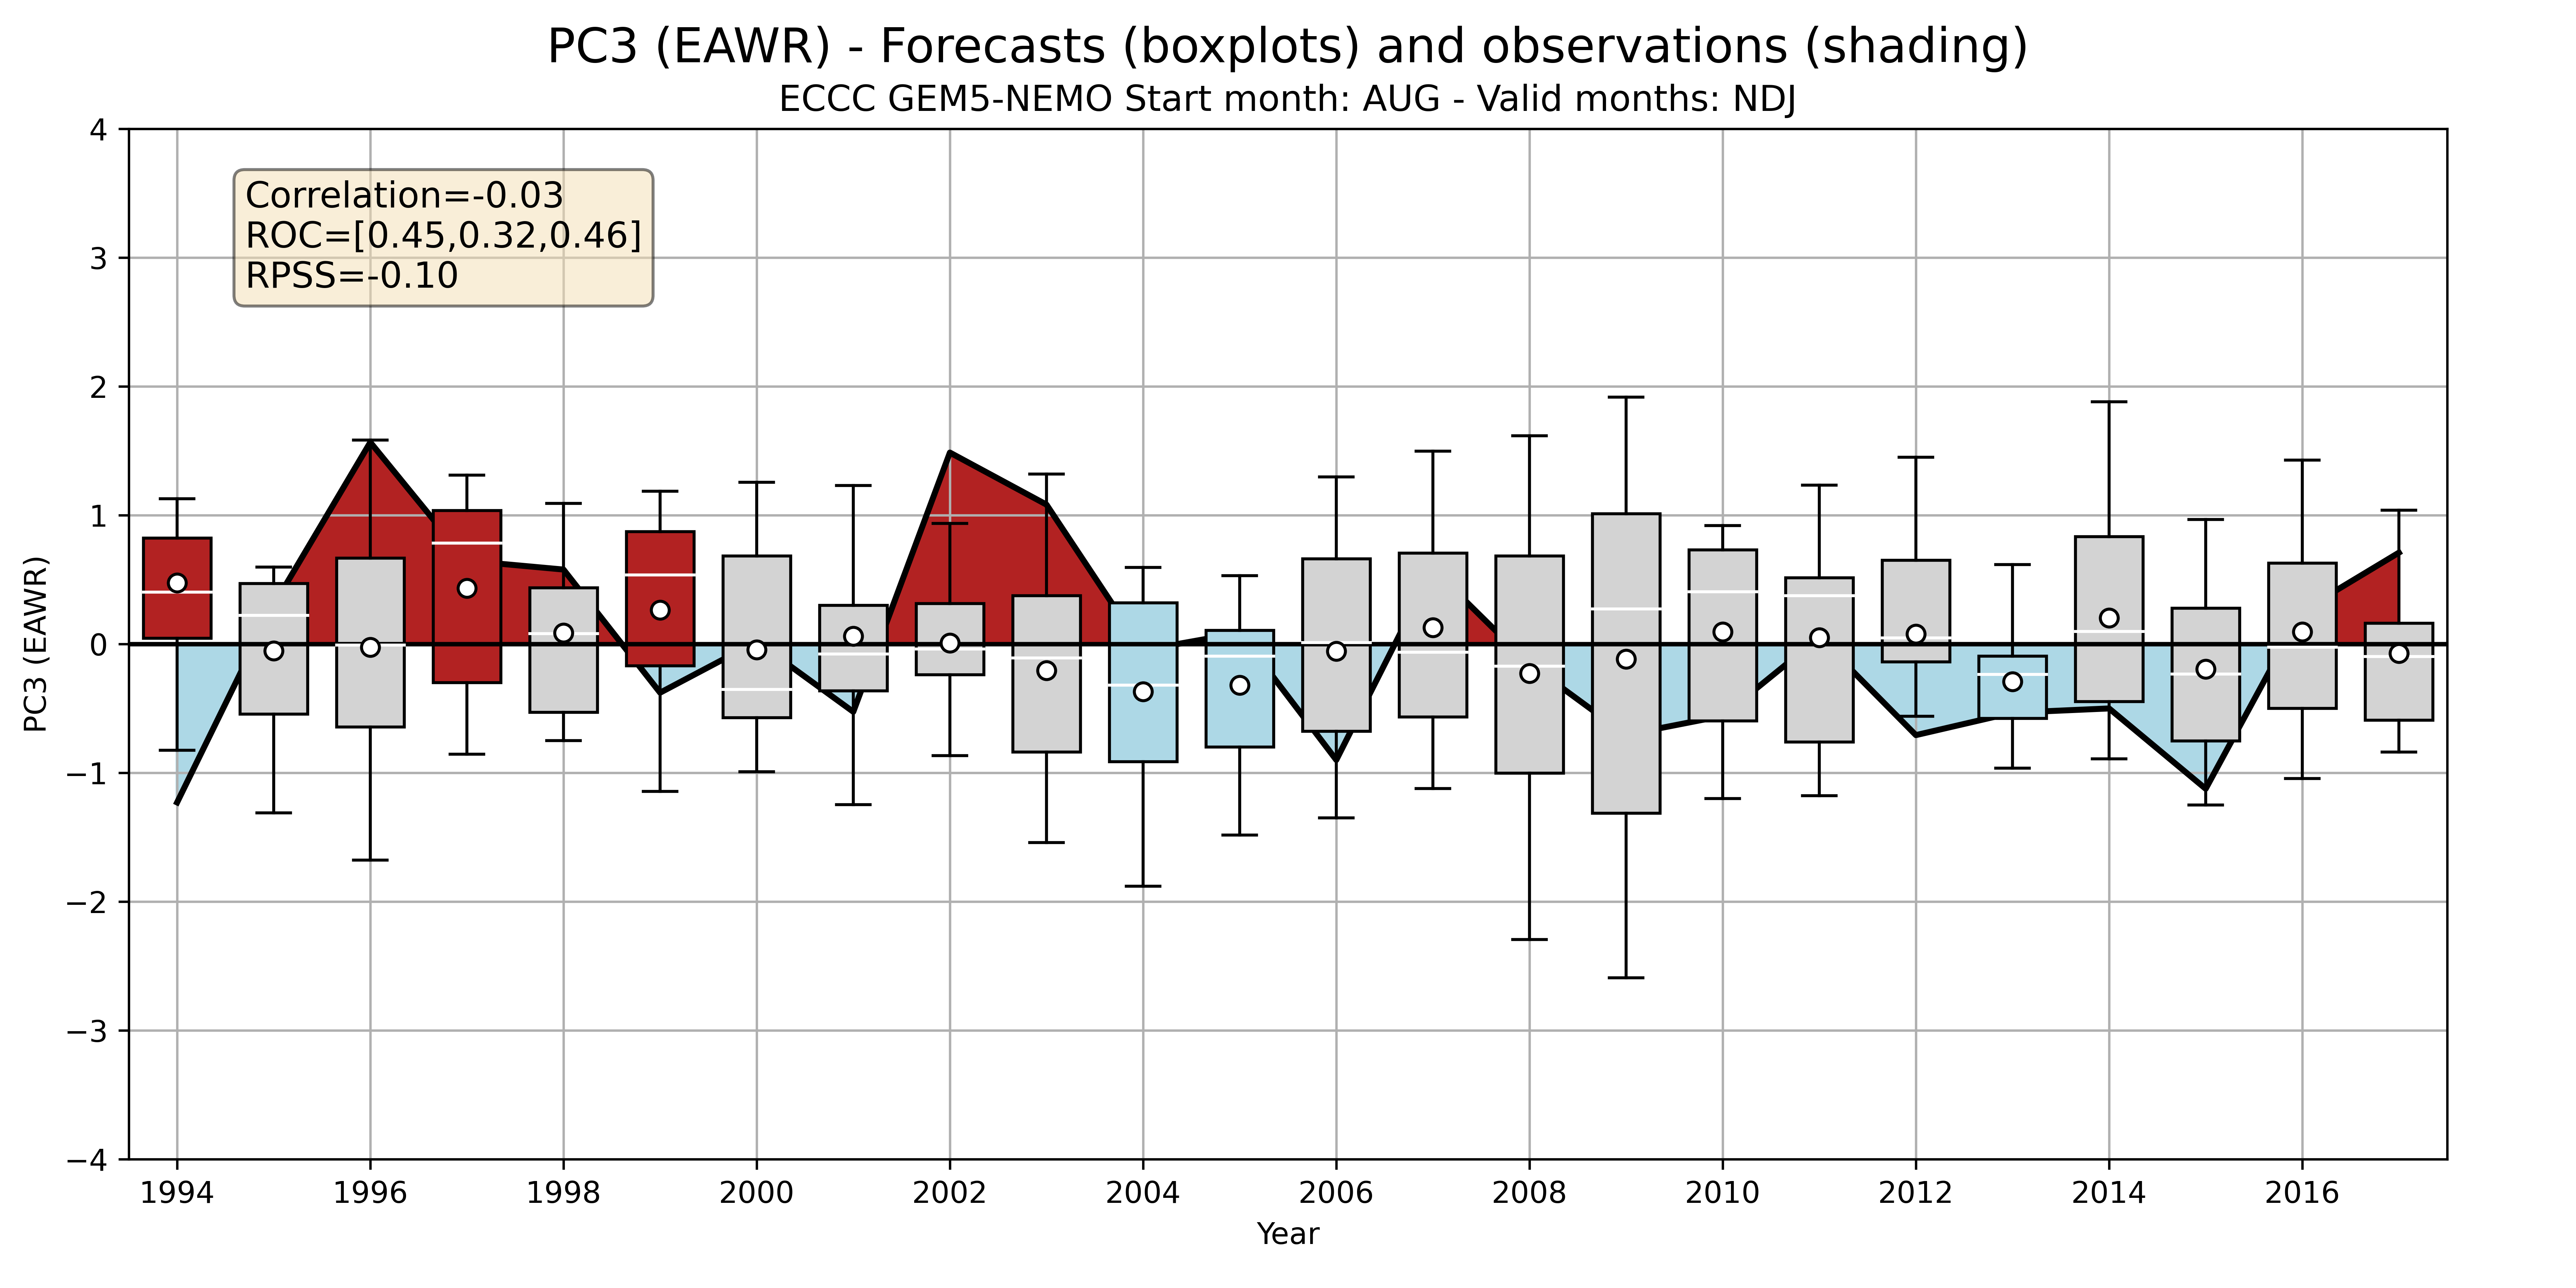 PC3 (EAWR) - Forecasts (boxplots) and observations (shading)
ECCC GEM5-NEMO Start month: AUG - Valid months: NDJ
Correlation=-0.03
ROC=[0.45,0.32,0.46]
RPSS=-0.10
PC3 (EAWR)
4
3
2
1
0
−1
−2
−3
−4
1994 1996 1998 2000 2002 2004 2006 2008 2010 2012 2014 2016
Year